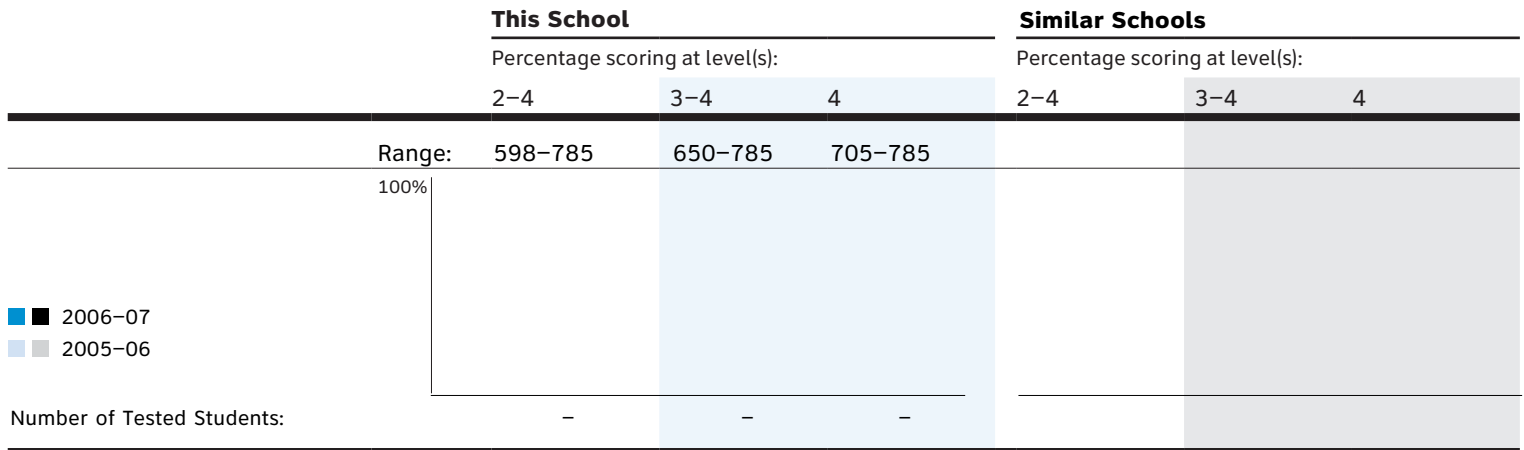 This School Similar Schools
Percentage scoring at level(s): Percentage scoring at level(s):
2–4 3–4 4 2–4 3–4 4
Range: 598–785 650–785 705–785
100%
2006–07
2005–06
Number of Tested Students: – – –